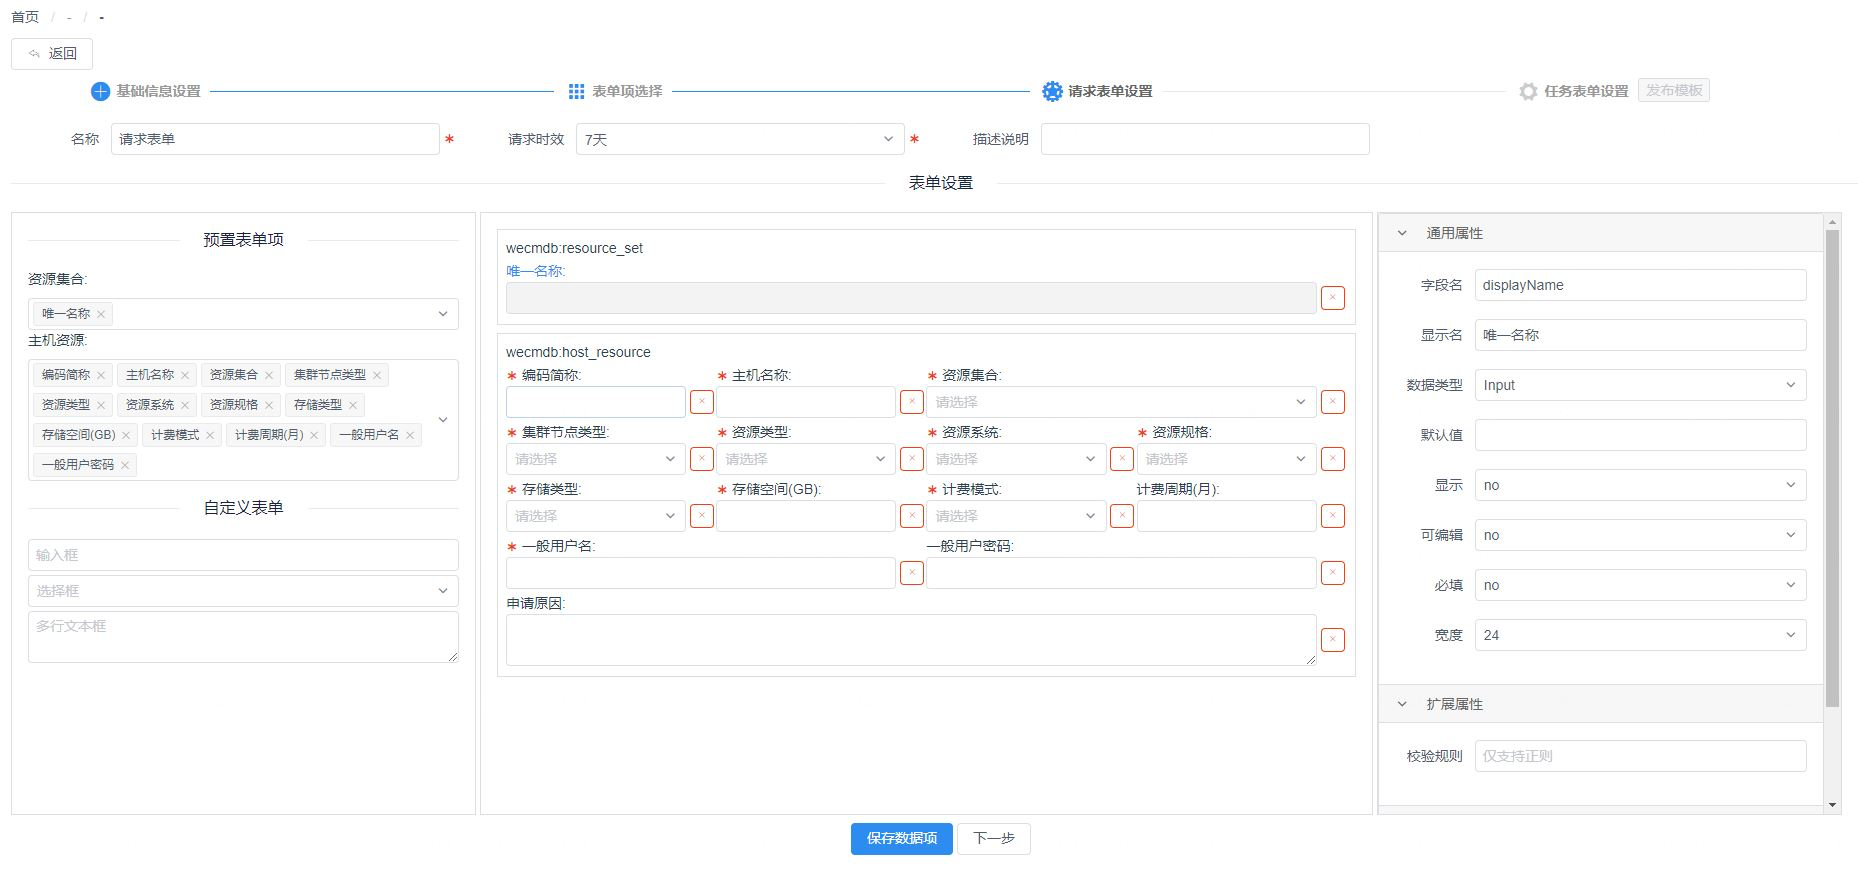 首页 / - / -
返回
基础信息设置 表单项选择 请求表单设置 任务表单设置 发布模板
名称 请求表单 * 请求时效 7天 * 描述说明
表单设置
预置表单项
资源集合:
唯一名称 ×
主机资源:
编码简称 × 主机名称 × 资源集合 × 集群节点类型 ×
资源类型 × 资源系统 × 资源规格 × 存储类型 ×
存储空间(GB) × 计费模式 × 计费周期(月) × 一般用户名 ×
一般用户密码 ×
自定义表单
输入框
选择框
多行文本框
wecmdb:resource_set
唯一名称:
×
wecmdb:host_resource
* 编码简称: * 主机名称: * 资源集合:
× × 请选择 ×
* 集群节点类型: * 资源类型: * 资源系统: * 资源规格:
请选择 × 请选择 × 请选择 × 请选择 ×
* 存储类型: * 存储空间(GB): * 计费模式: 计费周期(月):
请选择 × × 请选择 × ×
* 一般用户名: 一般用户密码:
× ×
申请原因:
×
通用属性
字段名 displayName
显示名 唯一名称
数据类型 Input
默认值
显示 no
可编辑 no
必填 no
宽度 24
扩展属性
校验规则 仅支持正则
保存数据项 下一步